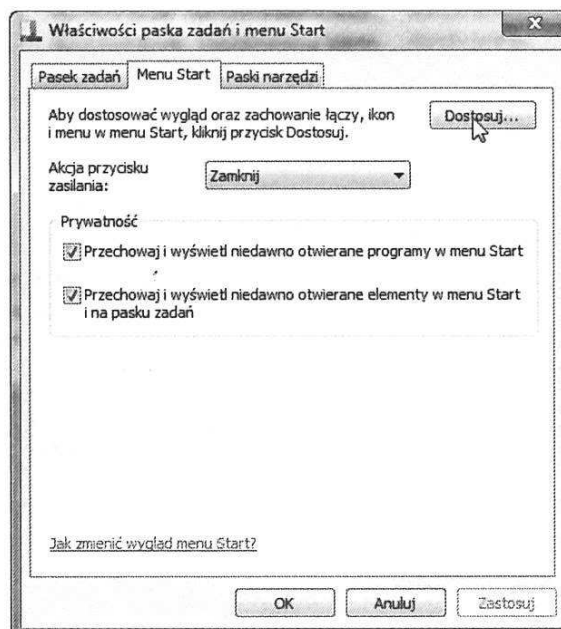 Właściwości paska zadań i menu Start
Pasek zadań Menu Start Paski narzędzi
Aby dostosować wygląd oraz zachowanie łączy, ikon
i menu w menu Start, kliknij przycisk Dostosuj.
Dostosuj...
Akcja przycisku
zasilania:
Zamknij
Prywatność
Przechowaj i wyświetl niedawno otwierane programy w menu Start
Przechowaj i wyświetl niedawno otwierane elementy w menu Start
i na pasku zadań
Jak zmienić wygląd menu Start?
OK Anuluj Zastosuj